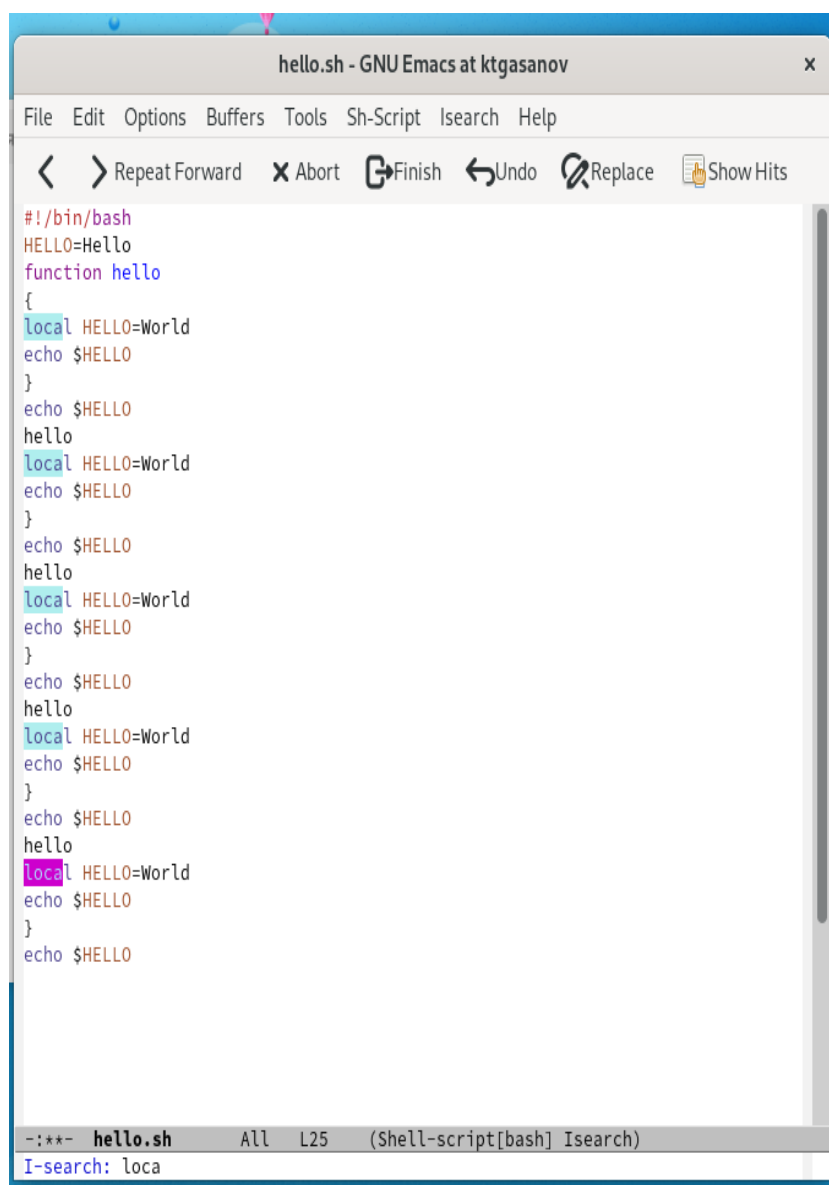 hello.sh - GNU Emacs at ktgasanov x
File Edit Options Buffers Tools Sh-Script Isearch Help
Repeat Forward Abort Finish Undo Replace Show Hits
#!/bin/bash
HELLO=Hello
function hello
{
local HELLO=World
echo $HELLO
}
echo $HELLO
hello
local HELLO=World
echo $HELLO
}
echo $HELLO
hello
local HELLO=World
echo $HELLO
}
echo $HELLO
hello
local HELLO=World
echo $HELLO
}
echo $HELLO
hello
local HELLO=World
echo $HELLO
}
echo $HELLO
-:**- hello.sh All L25 (Shell-script[bash] Isearch)
I-search: loca